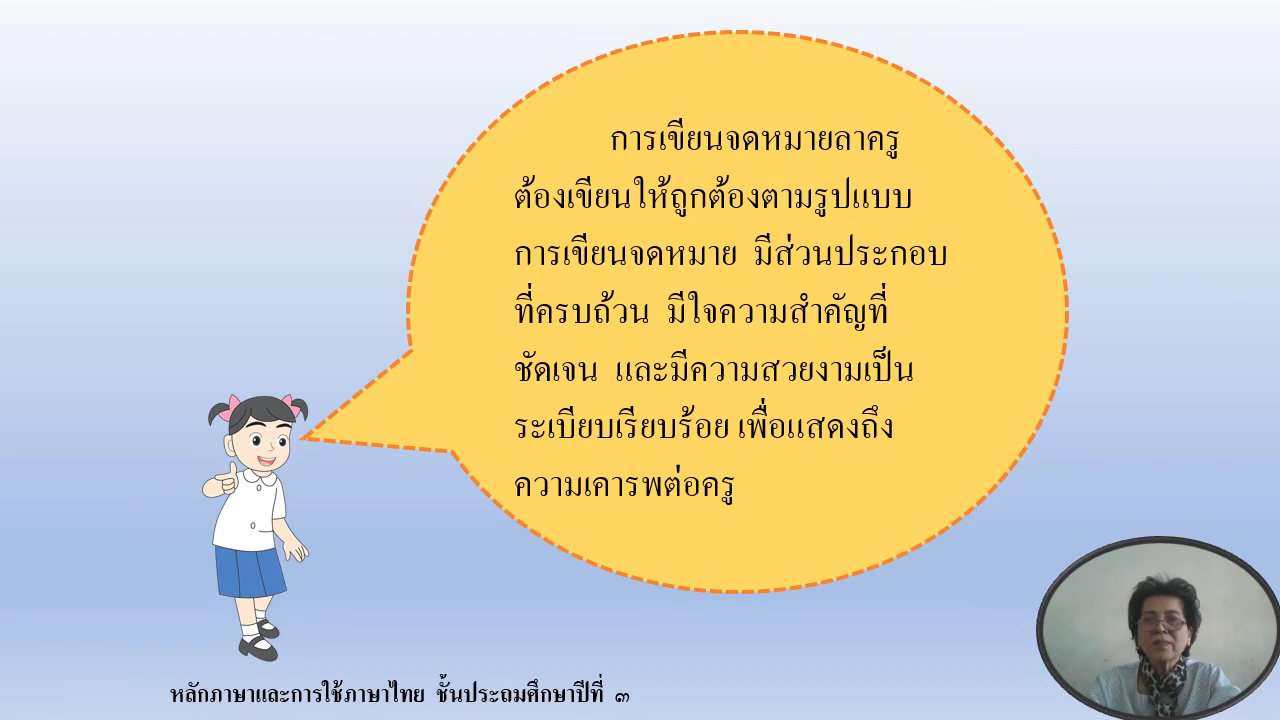 การเขียนจดหมายลาครู
ต้องเขียนให้ถูกต้องตามรูปแบบ
การเขียนจดหมาย มีส่วนประกอบ
ที่ครบถ้วน มีใจความสำคัญที่
ชัดเจน และมีความสวยงามเป็น
ระเบียบเรียบร้อย เพื่อแสดงถึง
ความเคารพต่อครู
หลักภาษาและการใช้ภาษาไทย ชั้นประถมศึกษาปีที่ ๓